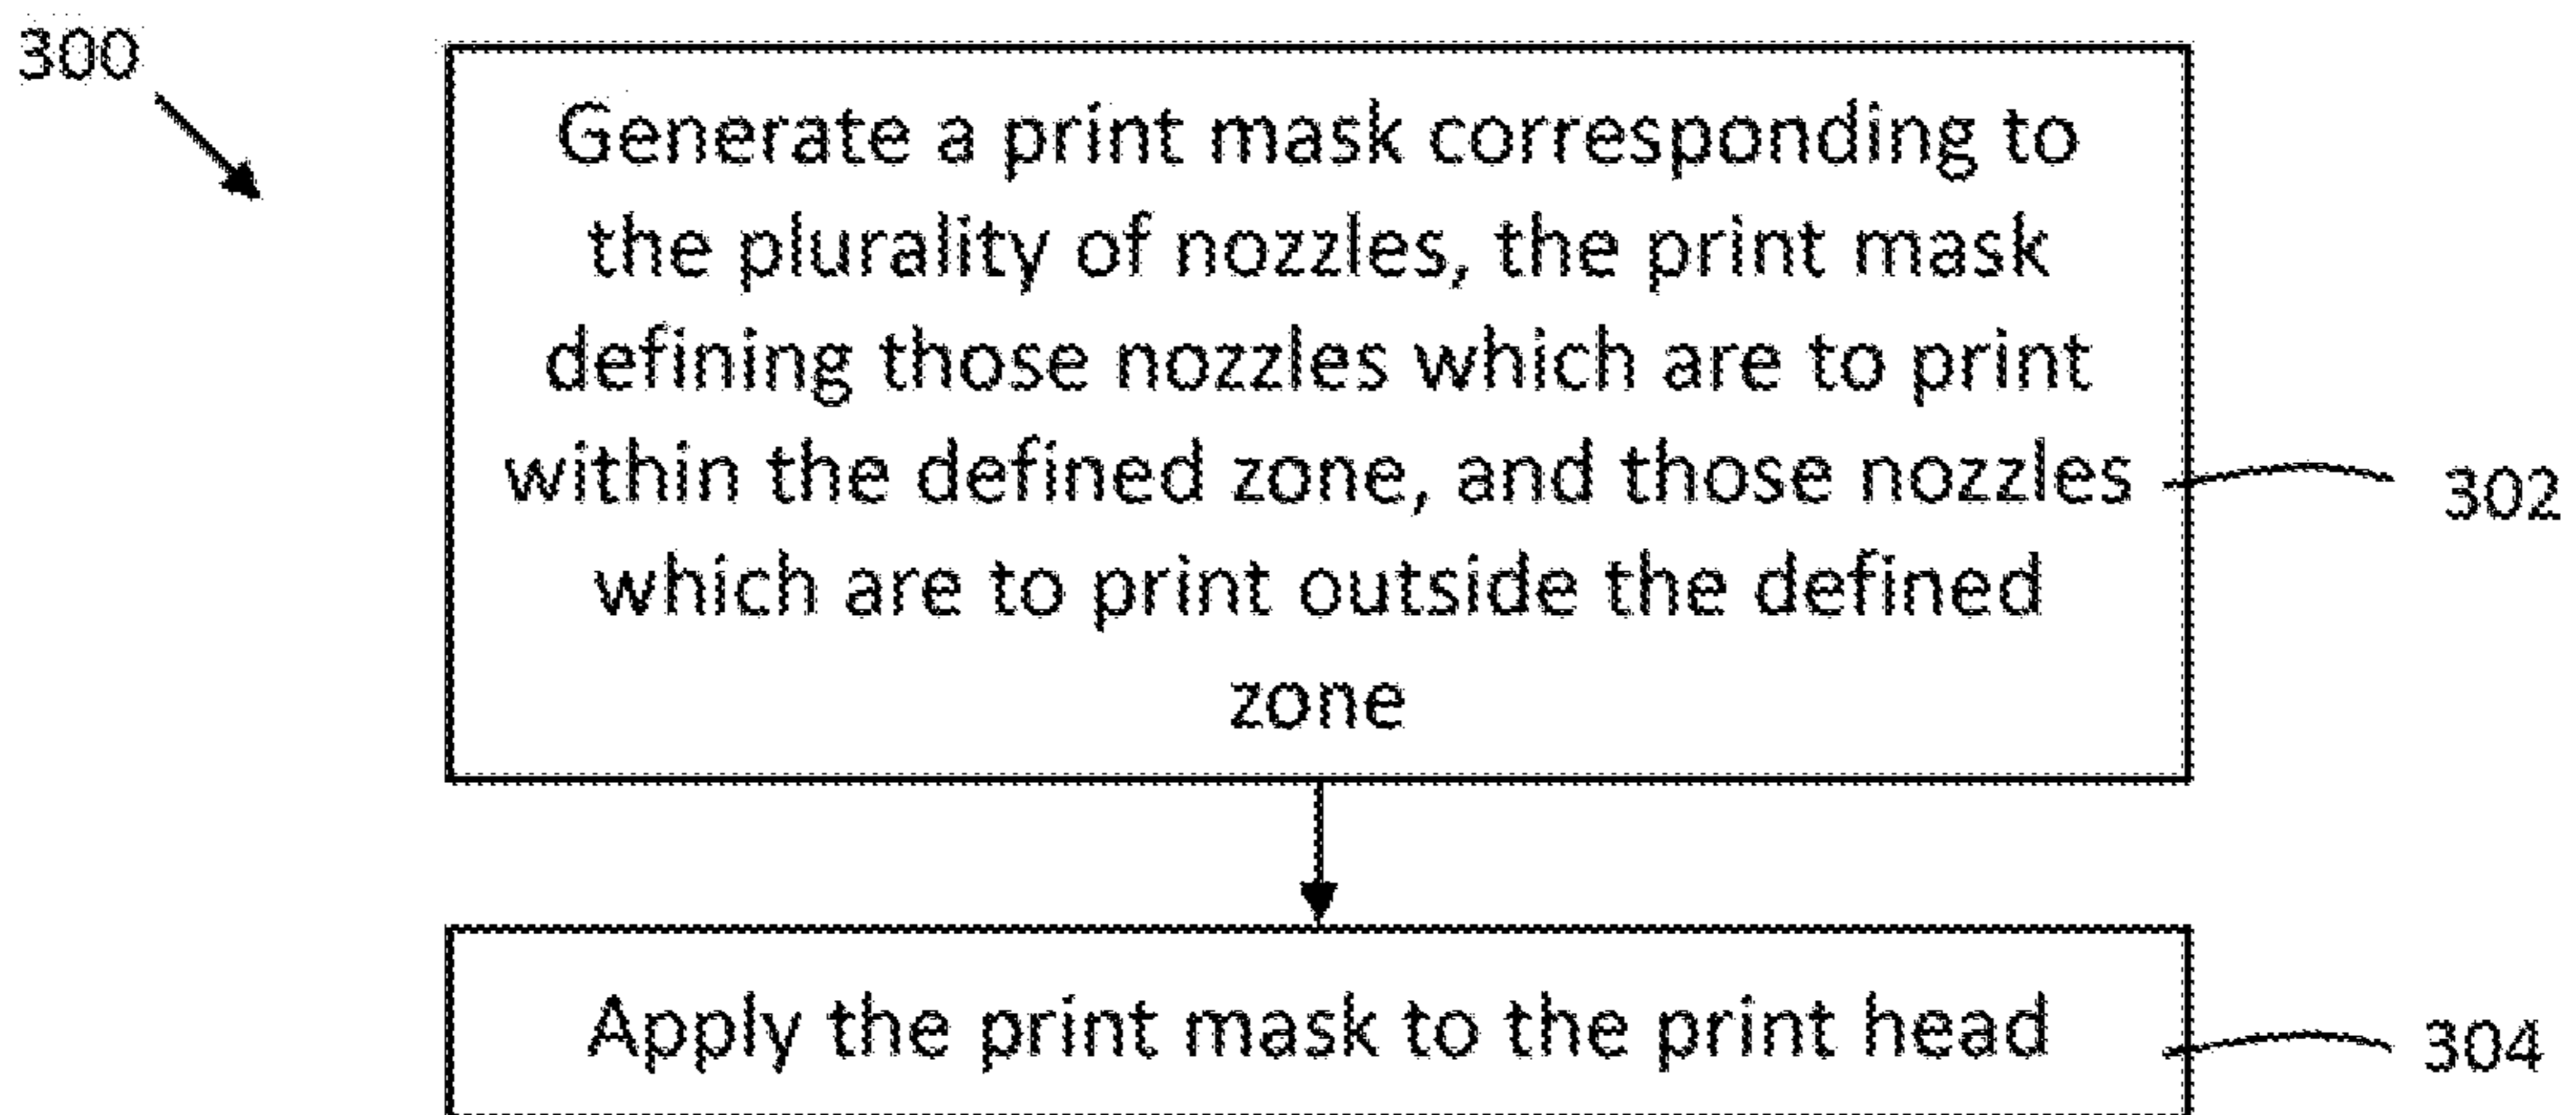 300
Generate a print mask corresponding to
the plurality of nozzles, the print mask
defining those nozzles which are to print
within the defined zone, and those nozzles
which are to print outside the defined
zone
302
Apply the print mask to the print head
304